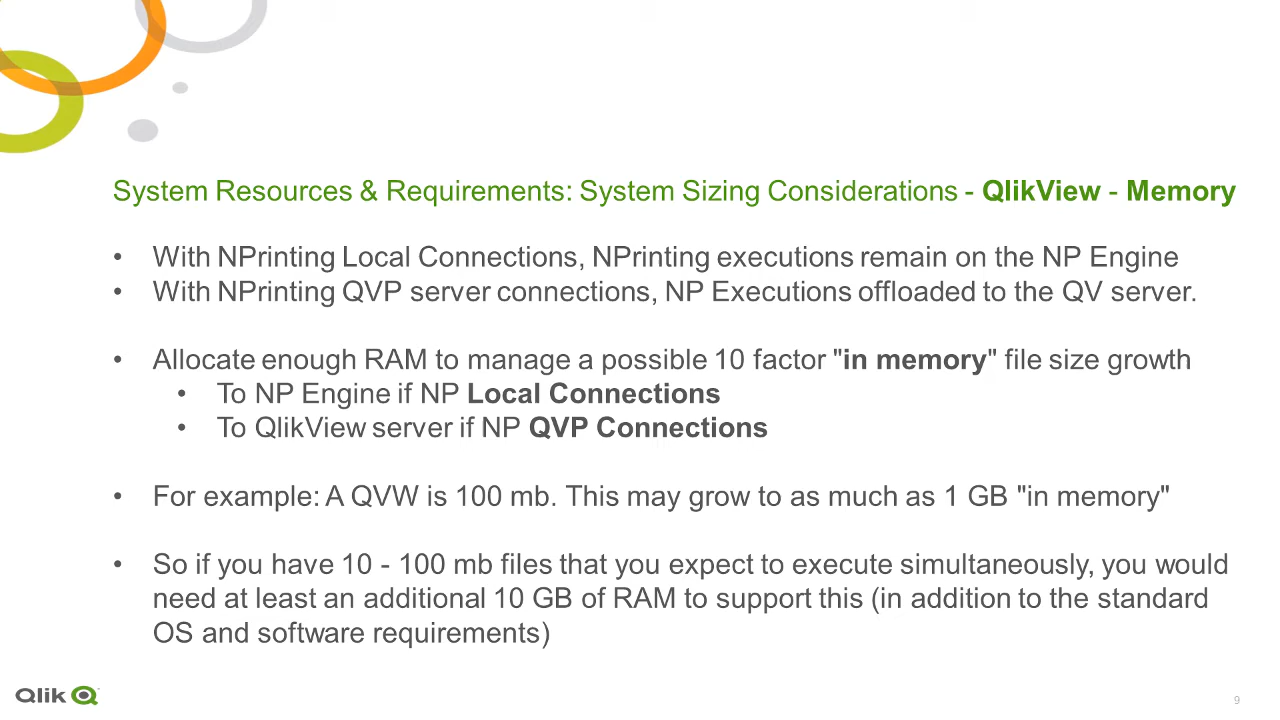 System Resources & Requirements: System Sizing Considerations - QlikView - Memory
• With NPrinting Local Connections, NPrinting executions remain on the NP Engine
• With NPrinting QVP server connections, NP Executions offloaded to the QV server.
• Allocate enough RAM to manage a possible 10 factor "in memory" file size growth
• To NP Engine if NP Local Connections
• To QlikView server if NP QVP Connections
• For example: A QVW is 100 mb. This may grow to as much as 1 GB "in memory"
• So if you have 10 - 100 mb files that you expect to execute simultaneously, you would
need at least an additional 10 GB of RAM to support this (in addition to the standard
OS and software requirements)
Qlik
9